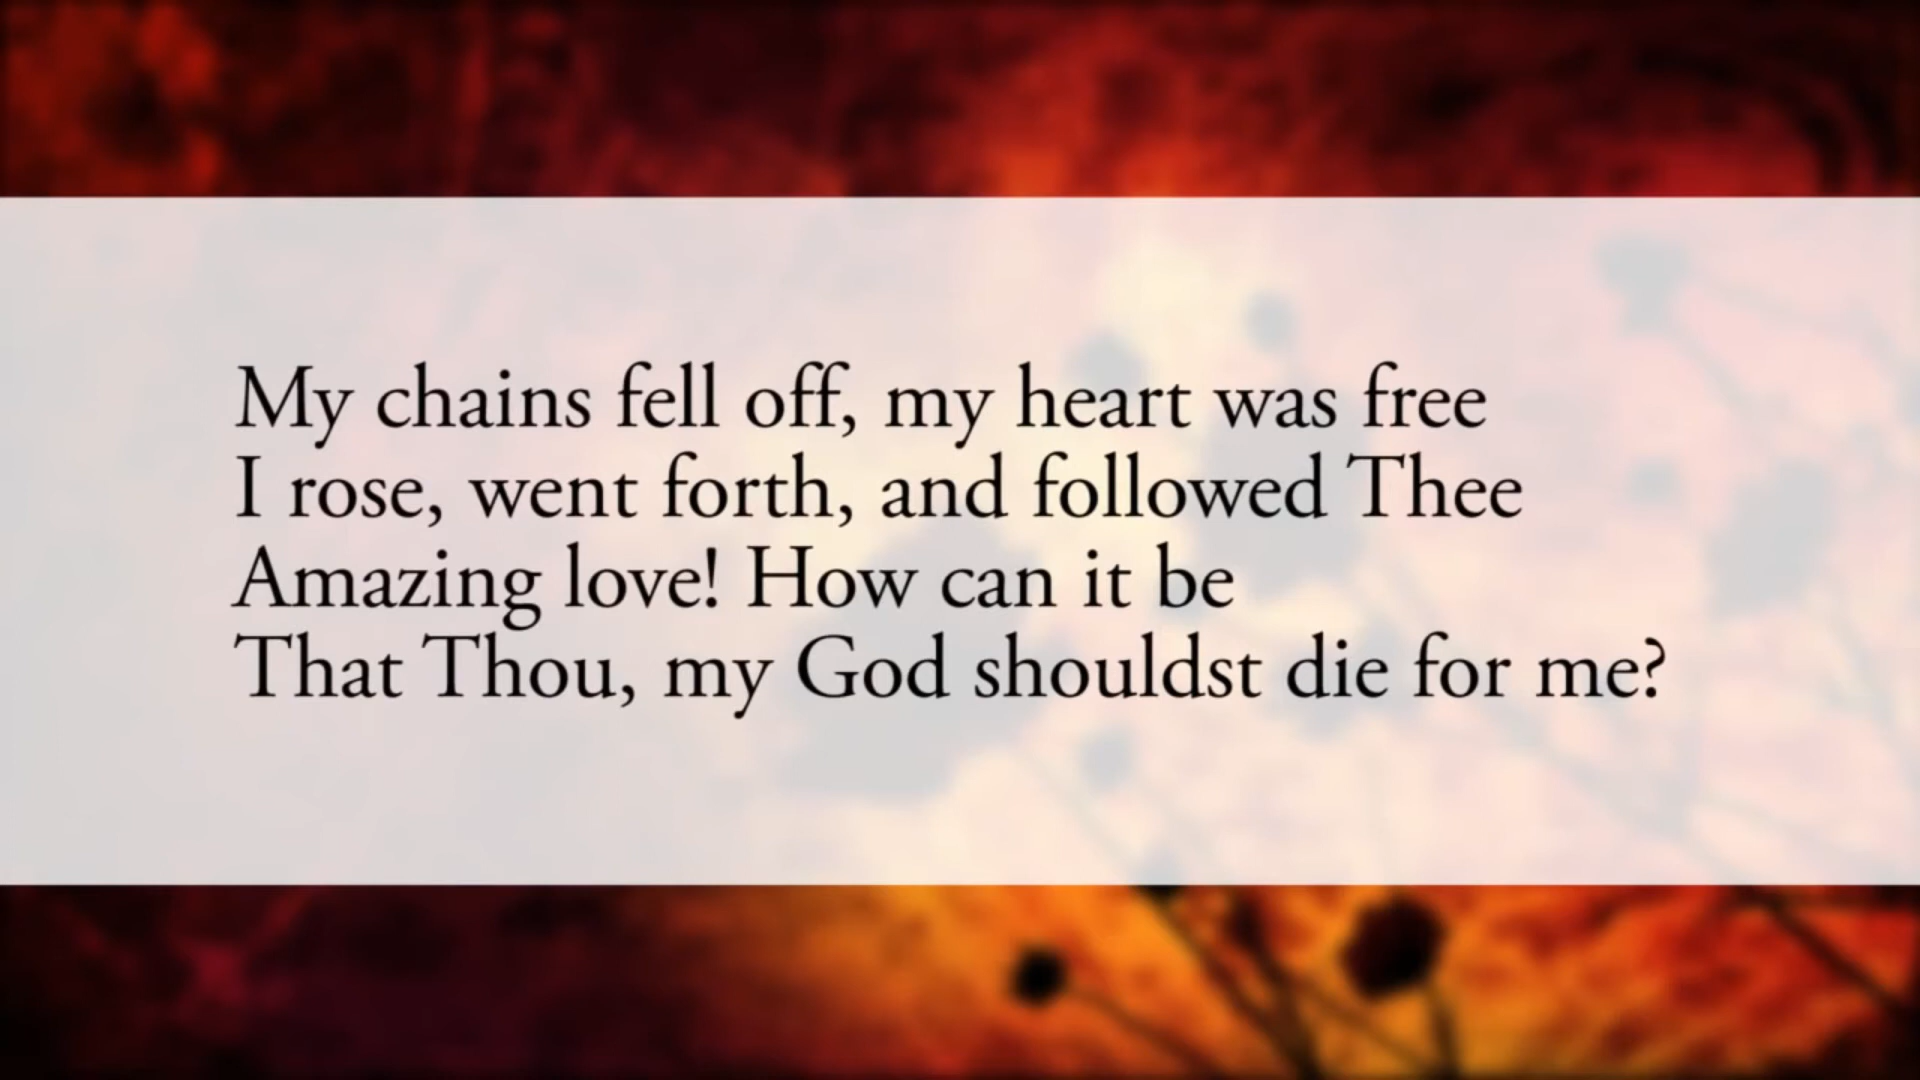 My chains fell off, my heart was free
I rose, went forth, and followed Thee
Amazing love! How can it be
That Thou, my God shouldst die for me?